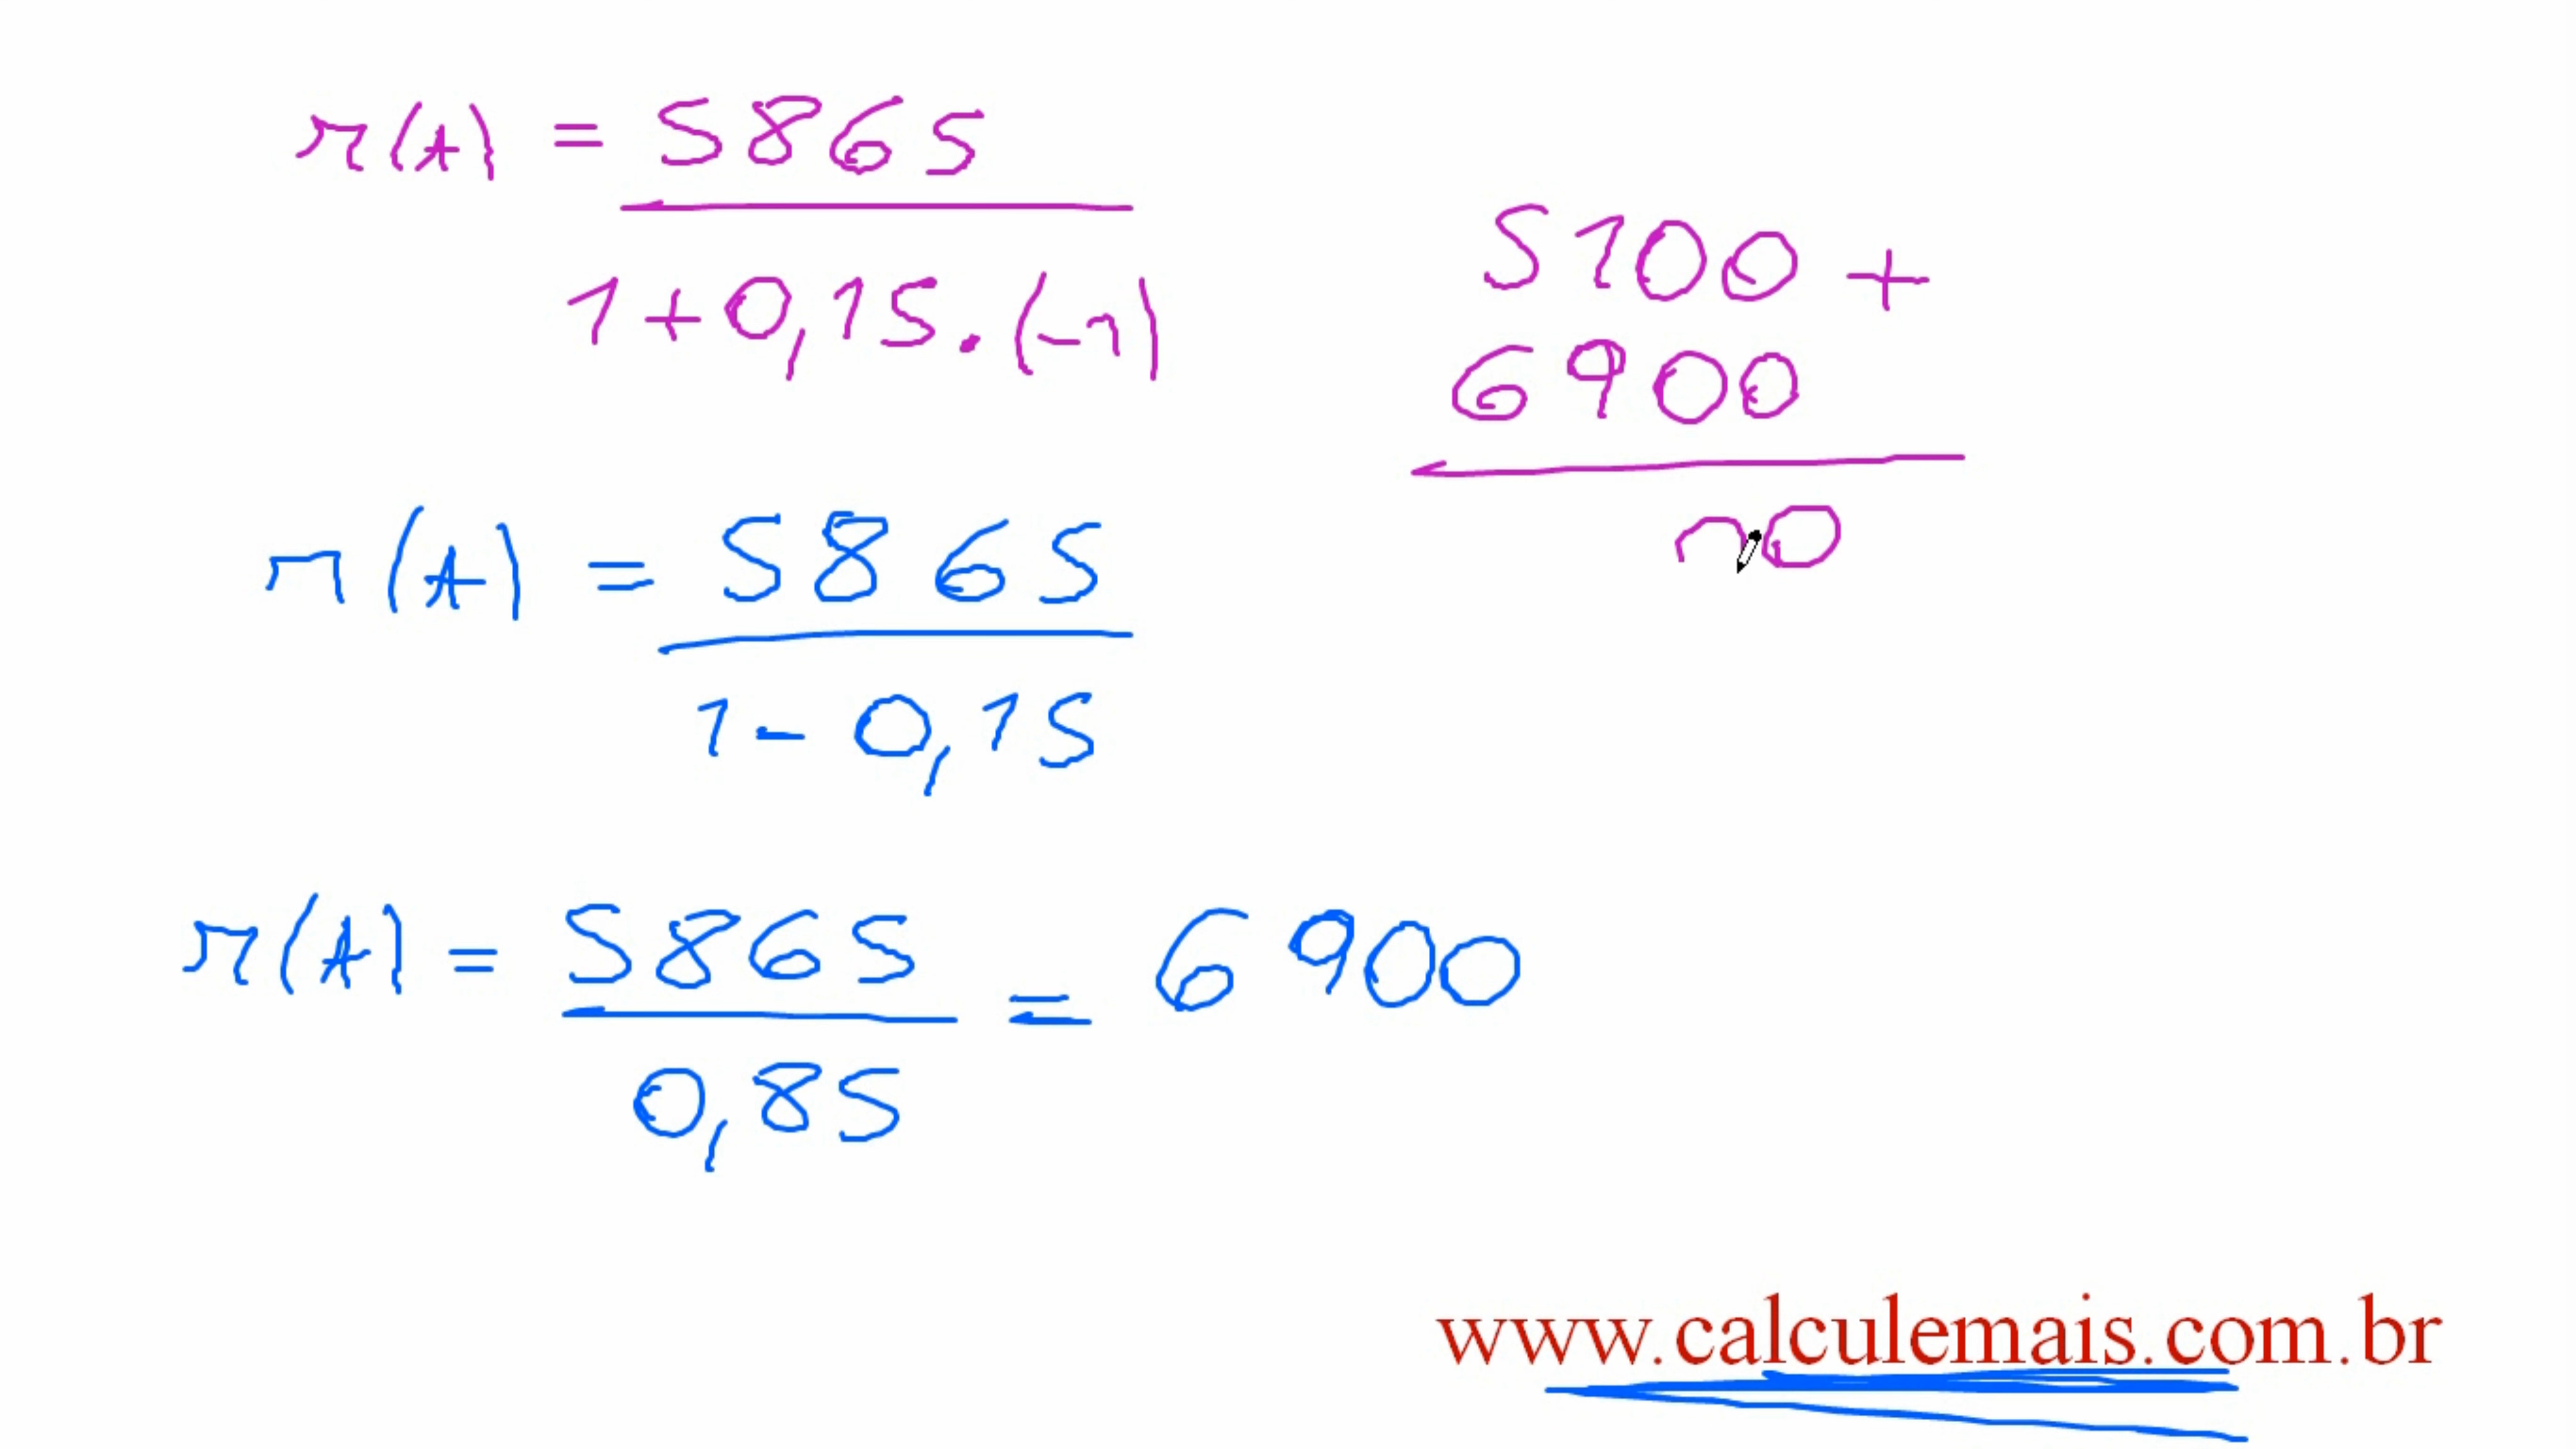 r(A) = 5865
1+0,15.(-1)
5100 +
6900
0
r(A) = 5865
1- 0,15
r(A) = 5865 = 6900
0,85
www.calculemais.com.br